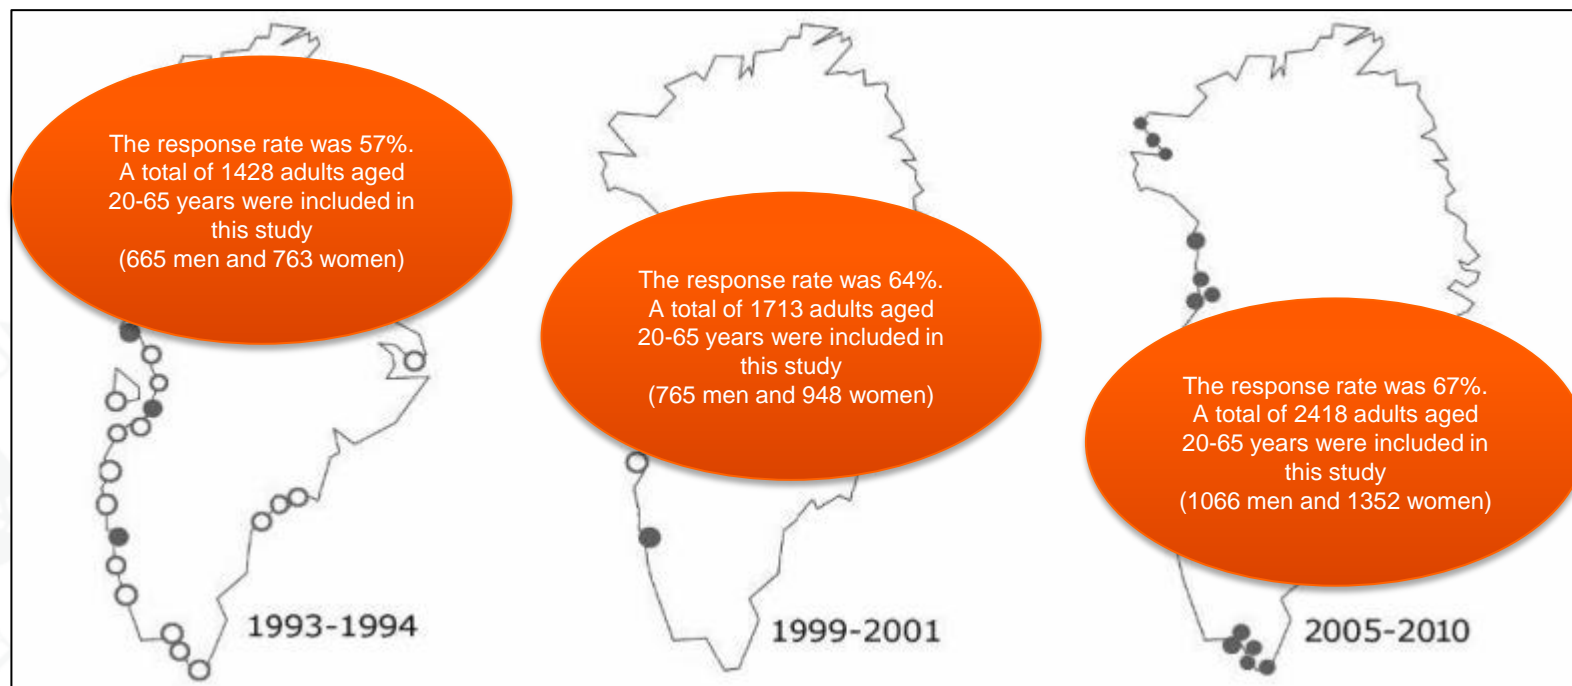 The response rate was 57%.
A total of 1428 adults aged
20-65 years were included in
this study
(665 men and 763 women)
1993-1994
The response rate was 64%.
A total of 1713 adults aged
20-65 years were included in
this study
(765 men and 948 women)
1999-2001
The response rate was 67%.
A total of 2418 adults aged
20-65 years were included in
this study
(1066 men and 1352 women)
2005-2010